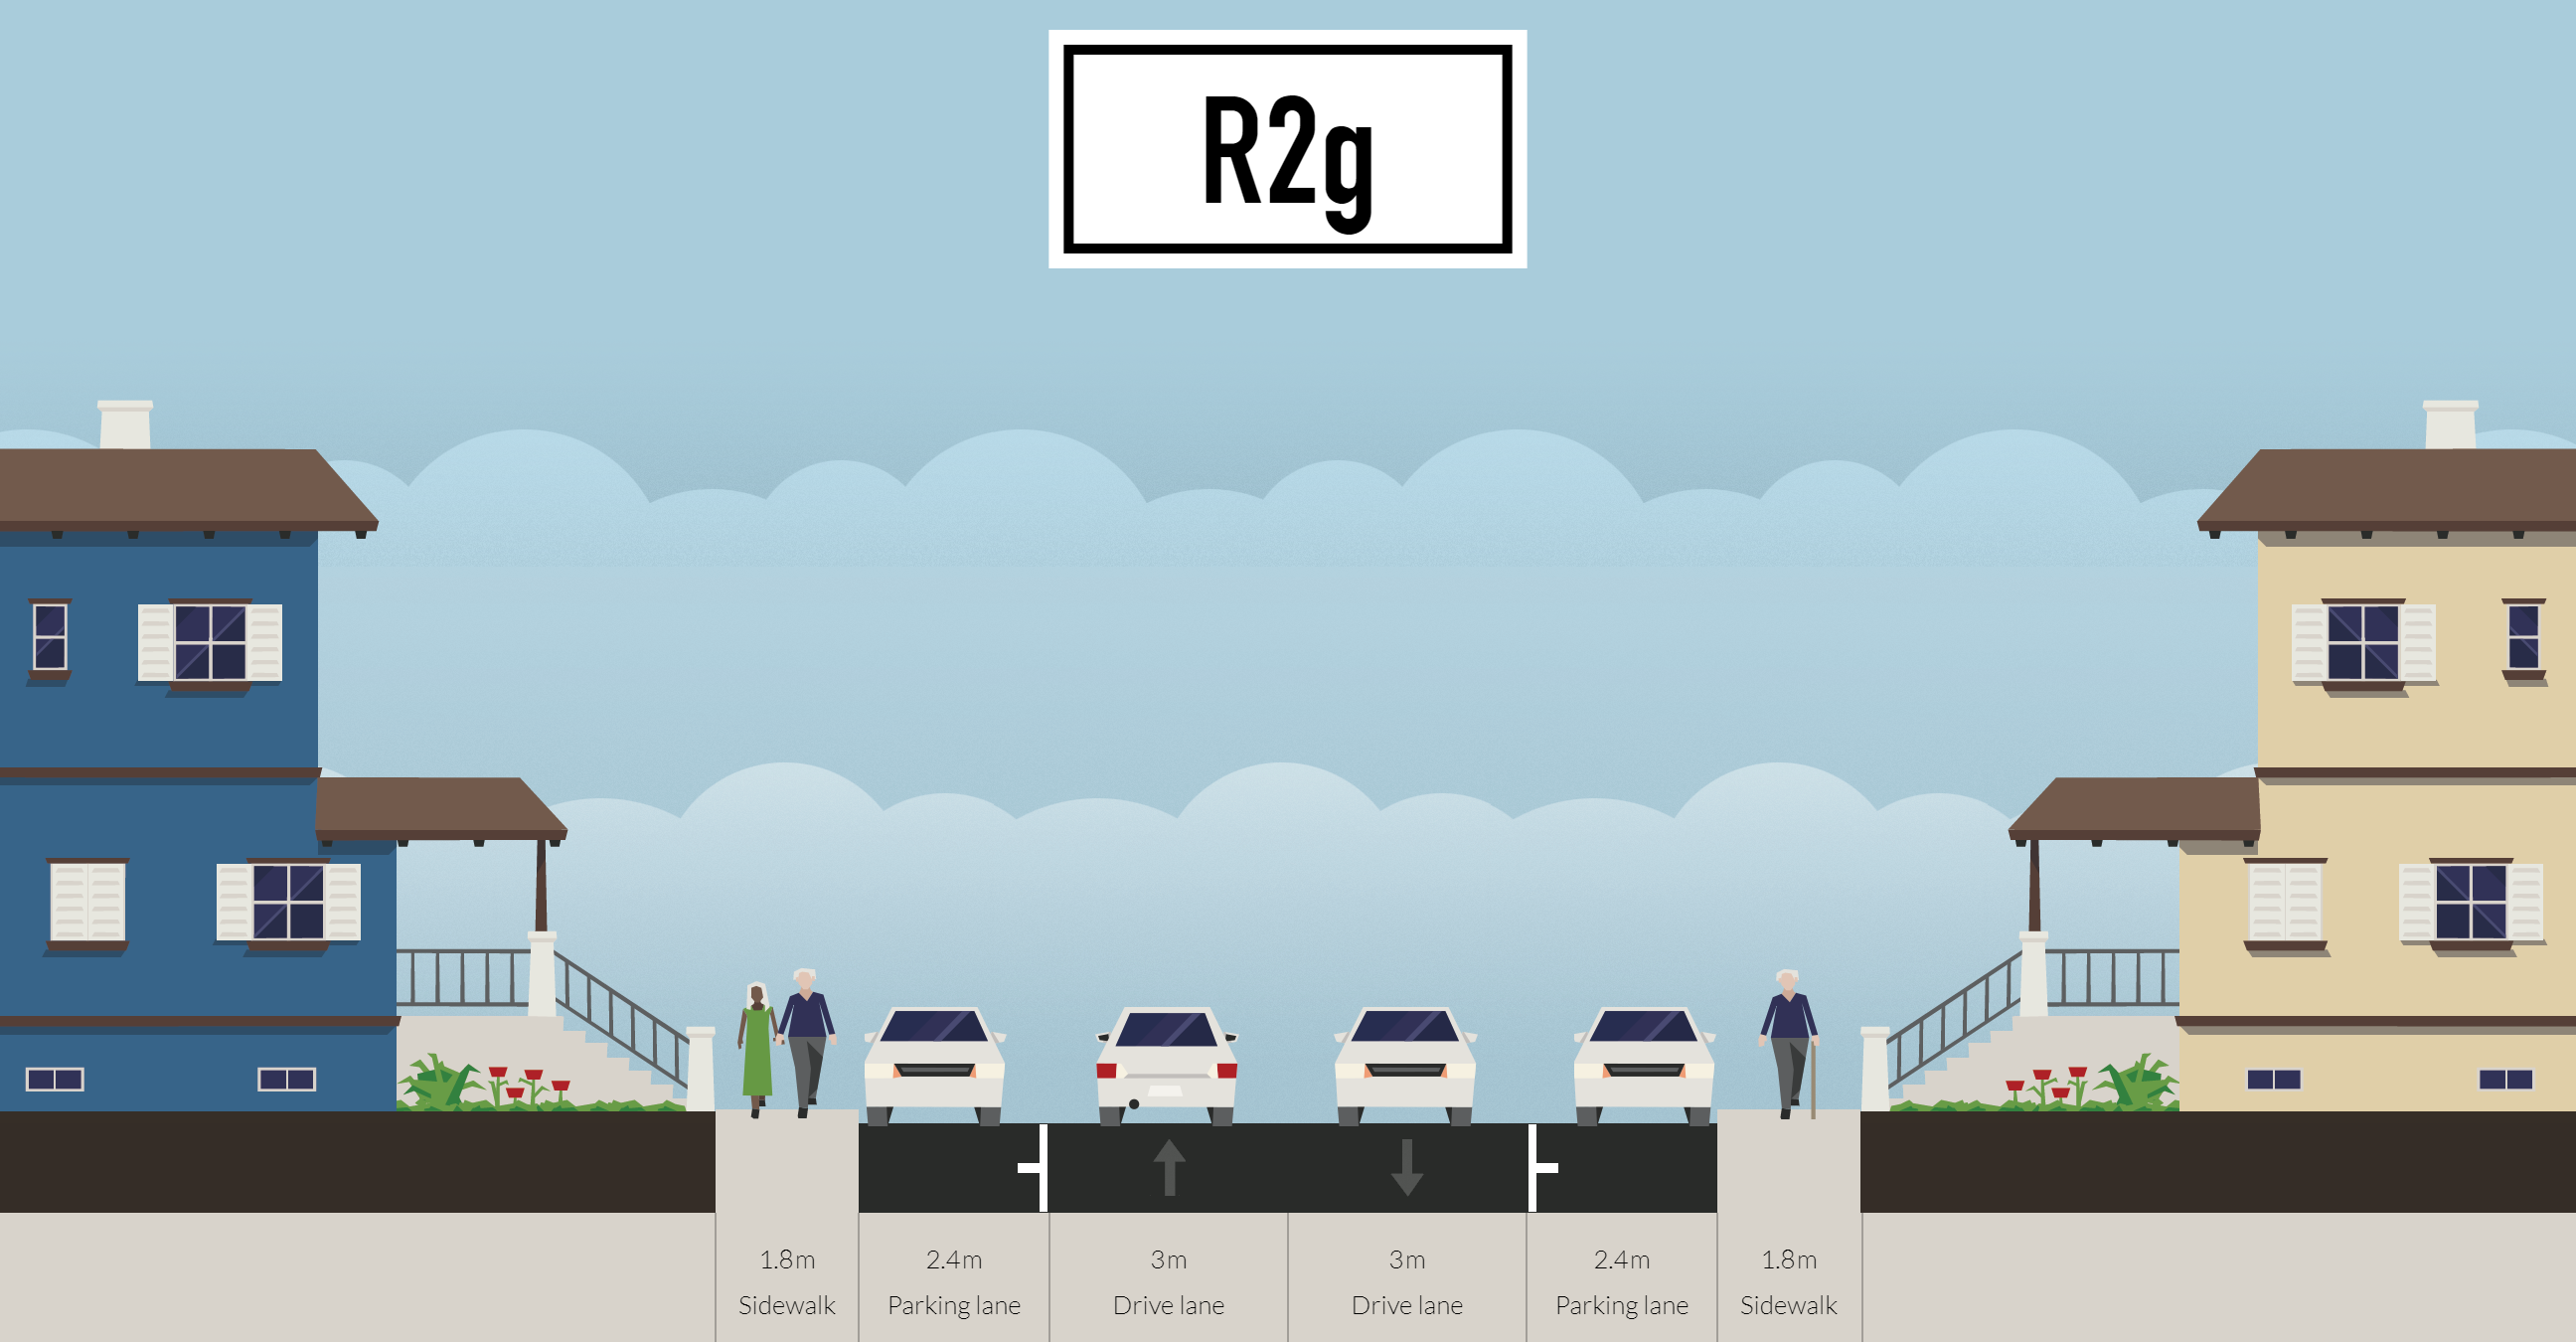 R2g
1.8m
Sidewalk
2.4m
Parking lane
3m
Drive lane
3m
Drive lane
2.4m
Parking lane
1.8m
Sidewalk